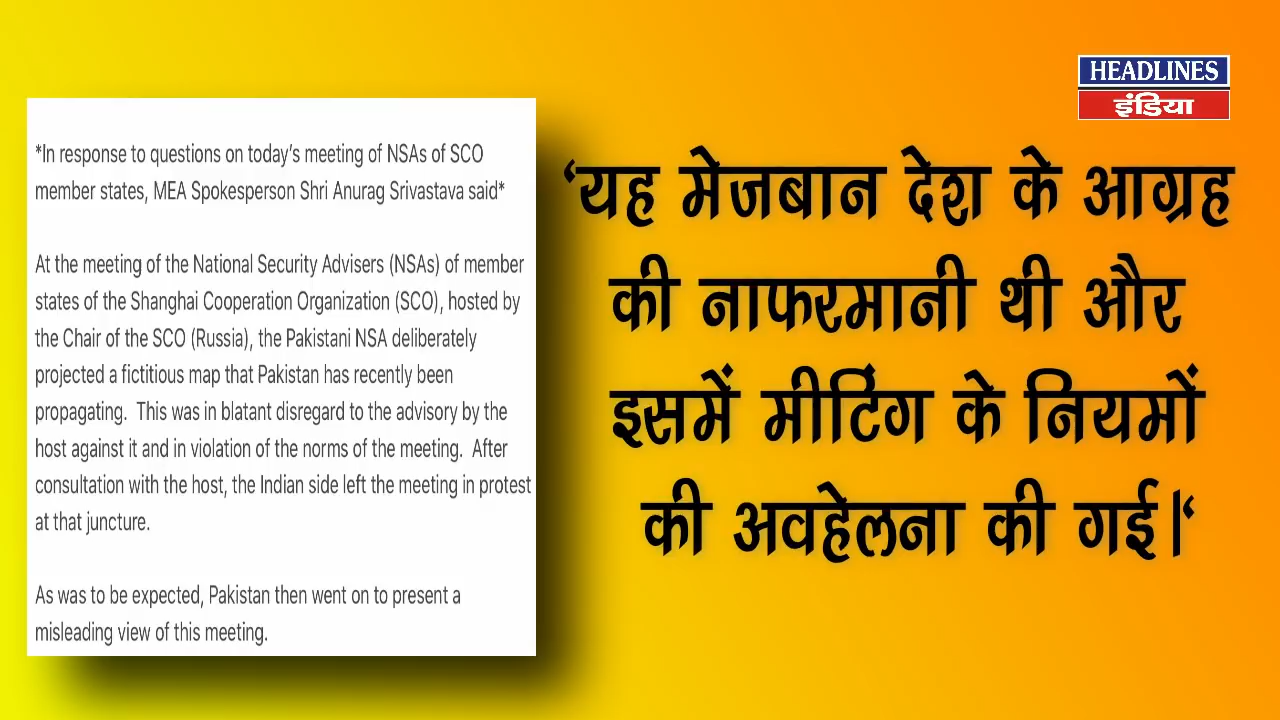 HEADLINES
इंडिया
*In response to questions on today's meeting of NSAs of SCO
member states, MEA Spokesperson Shri Anurag Srivastava said*
At the meeting of the National Security Advisers (NSAs) of member
states of the Shanghai Cooperation Organization (SCO), hosted by
the Chair of the SCO (Russia), the Pakistani NSA deliberately
projected a fictitious map that Pakistan has recently been
propagating.  This was in blatant disregard to the advisory by the
host against it and in violation of the norms of the meeting.  After
consultation with the host, the Indian side left the meeting in protest
at that juncture.
As was to be expected, Pakistan then went on to present a
misleading view of this meeting.
‘यह मेजबान देश के आग्रह
की नाफरमानी थी और
इसमें मीटिंग के नियमों
की अवहेलना की गई।‘